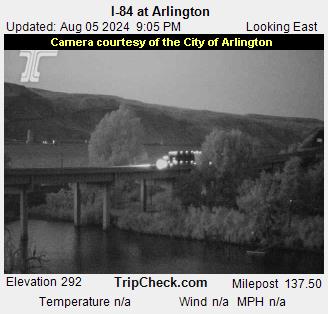 I-84 at Arlington
Updated: Aug 05 2024 9:05 PM Looking East
Camera courtesy of the City of Arlington
Elevation 292 TripCheck.com Milepost 137.50
Temperature n/a Wind n/a MPH n/a